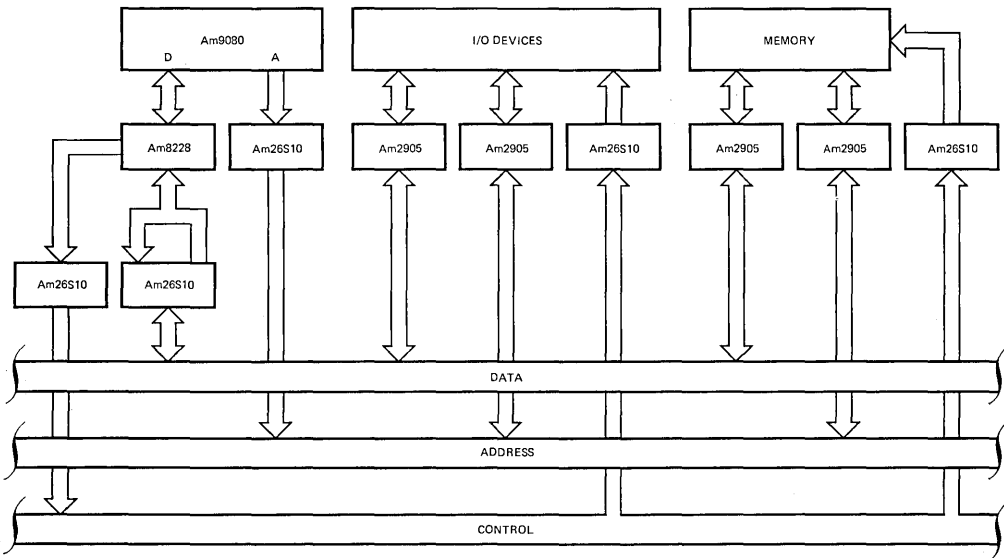 Am9080
D A
I/O DEVICES
MEMORY
Am8228
Am26S10
Am2905
Am2905
Am26S10
Am2905
Am2905
Am26S10
Am26S10
Am26S10
DATA
ADDRESS
CONTROL